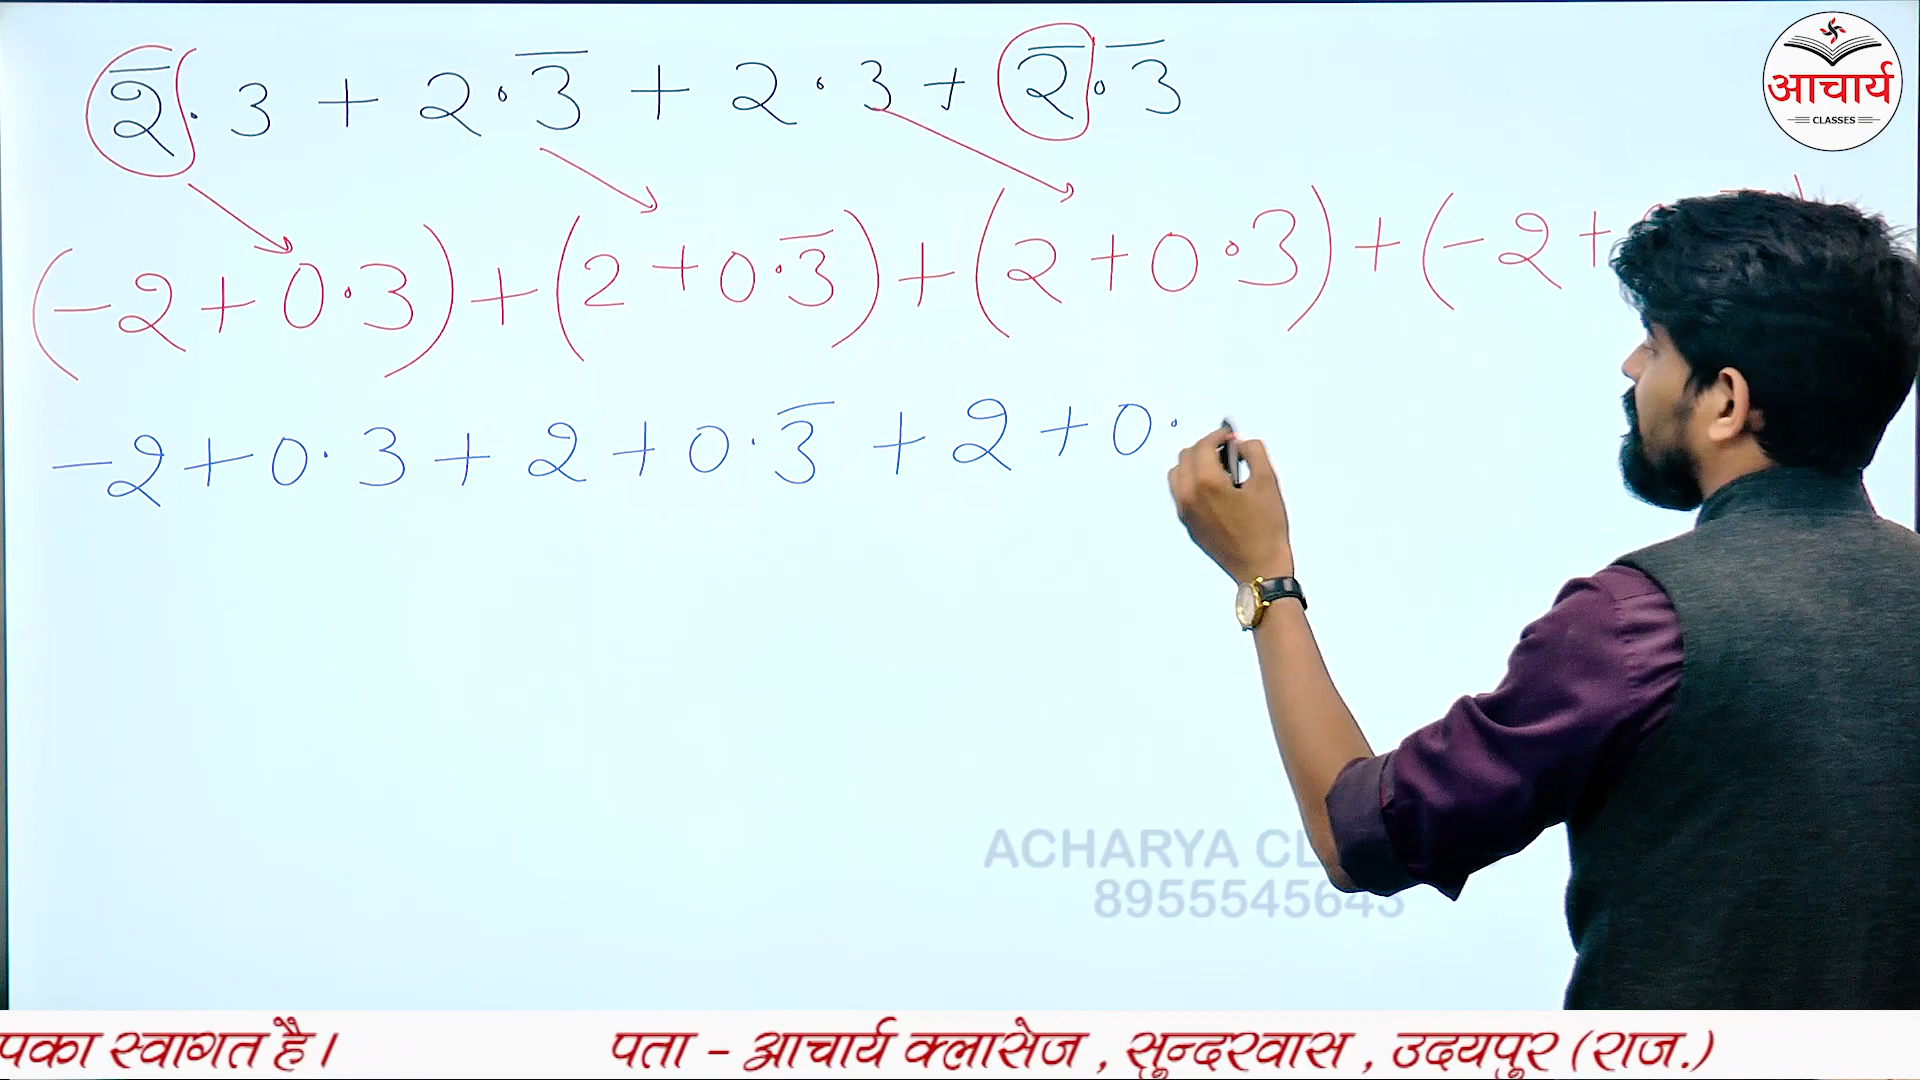 आचार्य
CLASSES
2̅.3 + 2.3̅ + 2.3 + 2̅.3̅
(-2+0.3)+(2+0.3̅)+(2+0.3)+(-2+
-2+0.3+2+0.3̅+2+0.
ACHARYA
8955545643
पका स्वागत है। पता - आचार्य क्लासेज , सुन्दरवास , उदयपुर (राज.)